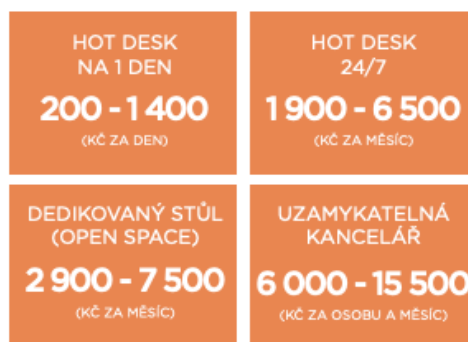 HOT DESK
NA 1 DEN
200 - 1 400
(KČ ZA DEN)
HOT DESK
24/7
1 900 - 6 500
(KČ ZA MĚSÍC)
DEDIKOVANÝ STŮL
(OPEN SPACE)
2 900 - 7 500
(KČ ZA MĚSÍC)
UZAMYKATELNÁ
KANCELÁŘ
6 000 - 15 500
(KČ ZA OSOBU A MĚSÍC)